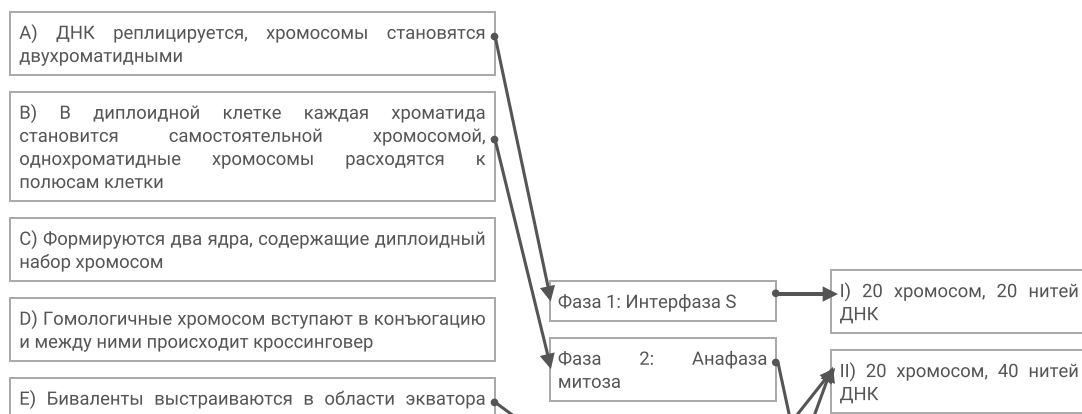 A) ДНК реплицируется, хромосомы становятся
двухроматидными
B) В диплоидной клетке каждая хроматида
становится самостоятельной хромосомой,
однохроматидные хромосомы расходятся к
полюсам клетки
C) Формируются два ядра, содержащие диплоидный
набор хромосом
D) Гомологичные хромосом вступают в конъюгацию
и между ними происходит кроссинговер
E) Биваленты выстраиваются в области экватора
Фаза 1: Интерфаза S
Фаза 2: Анафаза
митоза
I) 20 хромосом, 20 нитей
ДНК
II) 20 хромосом, 40 нитей
ДНК